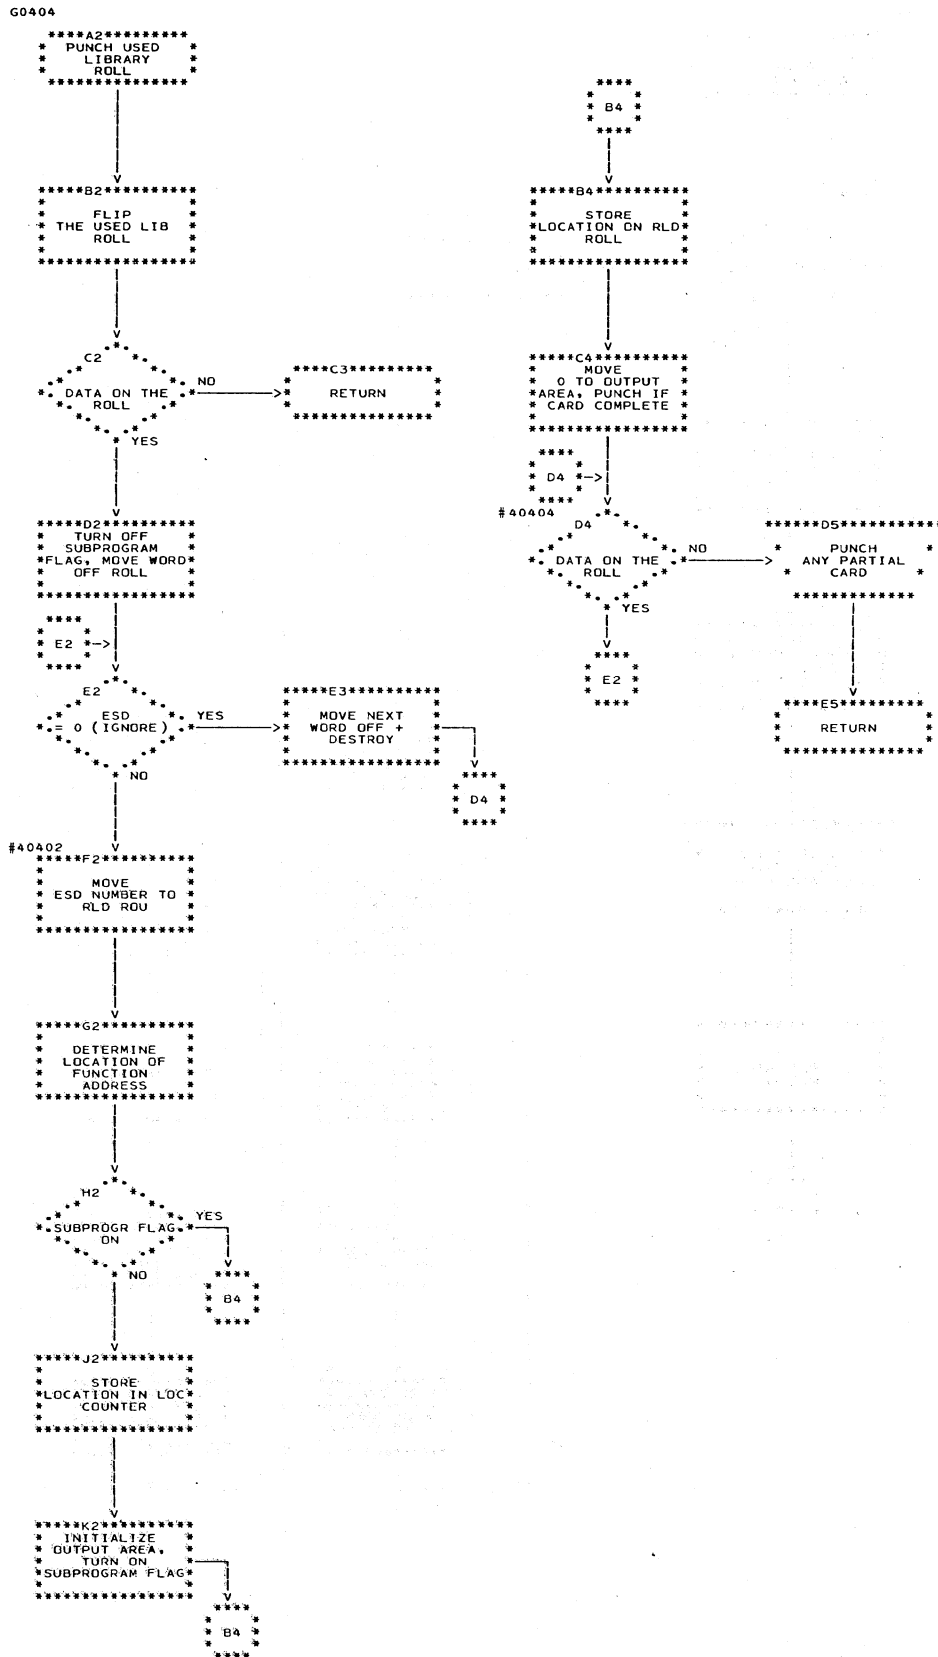 G0404
A2
PUNCH USED
LIBRARY
ROLL
B2
FLIP
THE USED LIB
ROLL
C2
DATA ON THE
ROLL
NO
YES
C3
RETURN
D2
TURN OFF
SUBPROGRAM
FLAG, MOVE WORD
OFF ROLL
E2
E2
ESD
= 0 (IGNORE)
YES
NO
E3
MOVE NEXT
WORD OFF +
DESTROY
D4
#40402
F2
MOVE
ESD NUMBER TO
RLD ROU
G2
DETERMINE
LOCATION OF
FUNCTION
ADDRESS
H2
SUBPROGR FLAG
ON
YES
NO
B4
J2
STORE
LOCATION IN LOC
COUNTER
K2
INITIALIZE
OUTPUT AREA,
TURN ON
SUBPROGRAM FLAG
B4
B4
B4
STORE
LOCATION ON RLD
ROLL
C4
MOVE
0 TO OUTPUT
AREA, PUNCH IF
CARD COMPLETE
D4
#40404
D4
DATA ON THE
ROLL
NO
YES
E2
D5
PUNCH
ANY PARTIAL
CARD
E5
RETURN